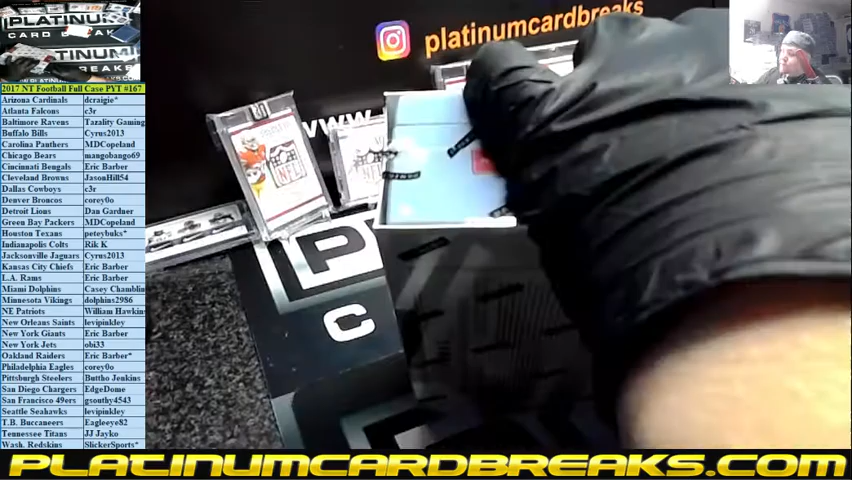 platinumcardbreaks
PLATINUM
CARD BREAKS
www
NFL
P
C
2017 NT Football Full Case PYT #167
Arizona Cardinals dcraigie*
Atlanta Falcons c3r
Baltimore Ravens Tazality Gaming
Buffalo Bills Cyrus2013
Carolina Panthers MDCopeland
Chicago Bears mangobango69
Cincinnati Bengals Eric Barber
Cleveland Browns JasonHill54
Dallas Cowboys c3r
Denver Broncos corey0o
Detroit Lions Dan Gardner
Green Bay Packers MDCopeland
Houston Texans peteybuks*
Indianapolis Colts Rik K
Jacksonville Jaguars Cyrus2013
Kansas City Chiefs Eric Barber
L.A. Rams Eric Barber
Miami Dolphins Casey Chamblin
Minnesota Vikings dolphins2986
NE Patriots William Hawkins
New Orleans Saints levipinkley
New York Giants Eric Barber
New York Jets obi33
Oakland Raiders Eric Barber*
Philadelphia Eagles corey0o
Pittsburgh Steelers Buttho Jenkins
San Diego Chargers EdgeDome
San Francisco 49ers gsouthy4543
Seattle Seahawks levipinkley
T.B. Buccaneers Eagleeye82
Tennessee Titans JJ Jayko
Wash. Redskins SlickerSports*
PLATINUMCARDBREAKS.COM